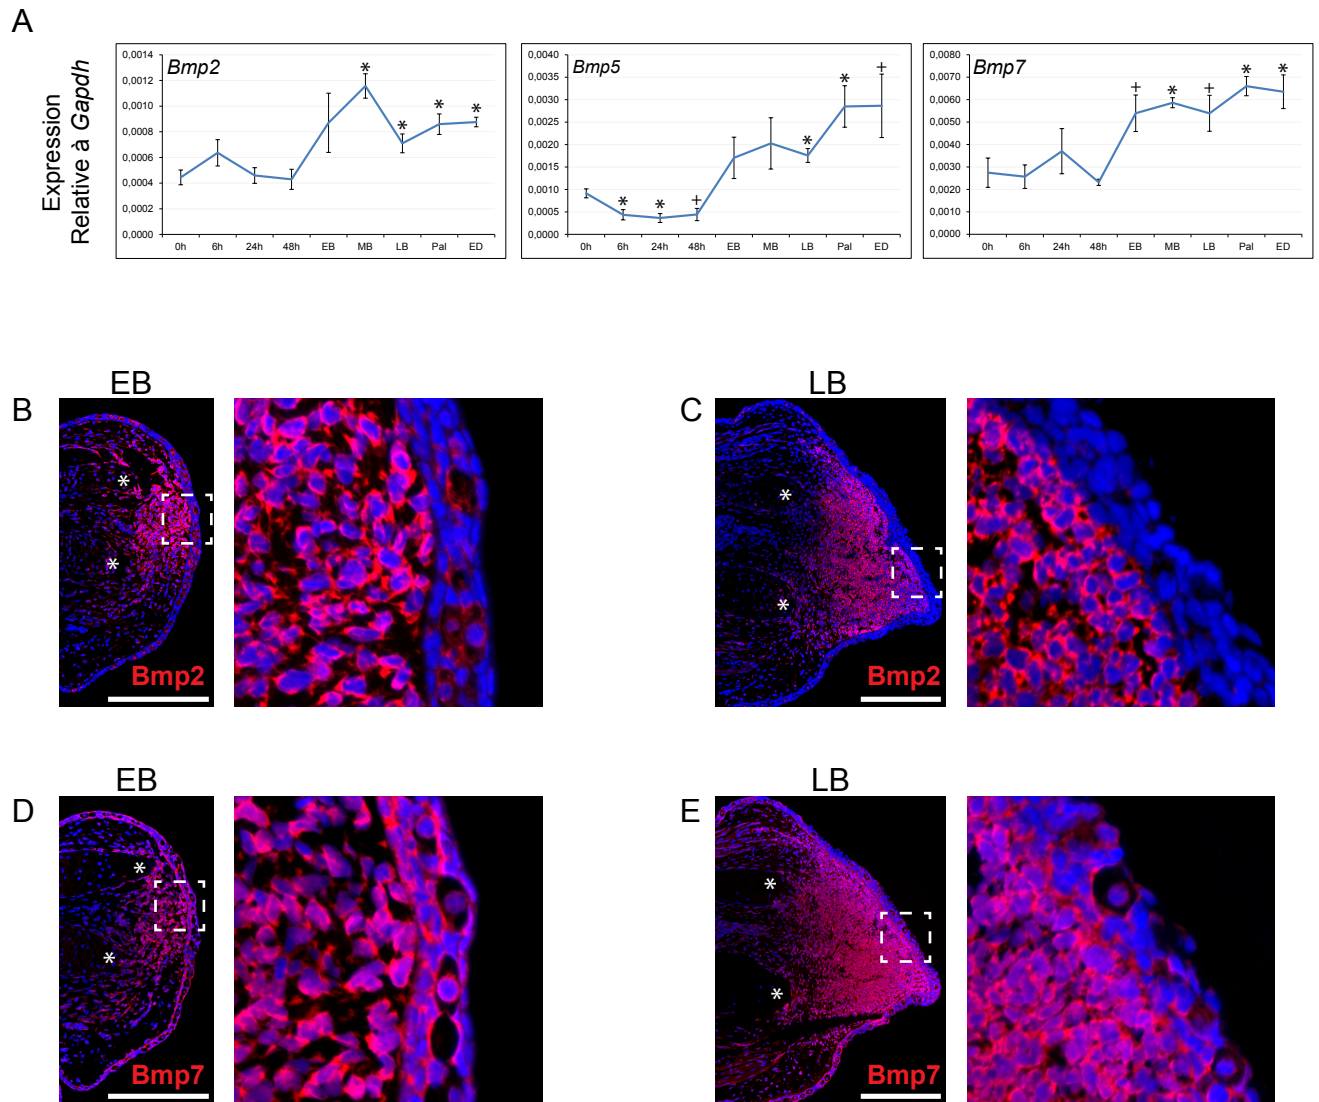 A
Expression
Relative à Gapdh
Bmp2
0,0014
0,0012
0,0010
0,0008
0,0006
0,0004
0,0002
0,0000
0h 6h 24h 48h EB MB LB Pal ED
* * * *
Bmp5
0,0040
0,0035
0,0030
0,0025
0,0020
0,0015
0,0010
0,0005
0,0000
0h 6h 24h 48h EB MB LB Pal ED
* * + * * +
Bmp7
0,0080
0,0070
0,0060
0,0050
0,0040
0,0030
0,0020
0,0010
0,0000
0h 6h 24h 48h EB MB LB Pal ED
+ * + * *
B
EB
*
*
Bmp2
C
LB
*
*
Bmp2
D
EB
*
*
Bmp7
E
LB
*
*
Bmp7